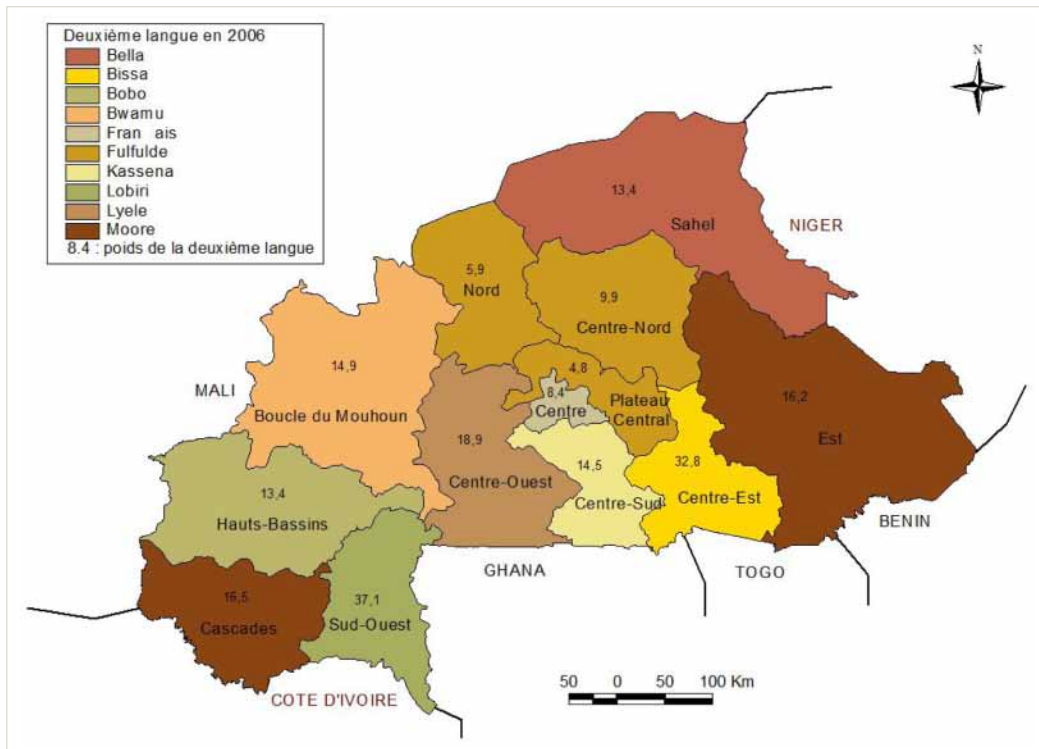 Deuxième langue en 2006
Bella
Bissa
Bobo
Bwamu
Fran ais
Fulfulde
Kassena
Lobiri
Lyele
Moore
8.4 : poids de la deuxième langue
N
13,4
Sahel
NIGER
5,9
Nord
9,9
Centre-Nord
14,9
Boucle du Mouhoun
MALI
4,8
Plateau
Central
8,4
Centre
16,2
Est
18,9
Centre-Ouest
14,5
Centre-Sud
32,8
Centre-Est
13,4
Hauts-Bassins
BENIN
GHANA
TOGO
16,5
Cascades
37,1
Sud-Ouest
COTE D'IVOIRE
50 0 50 100 Km